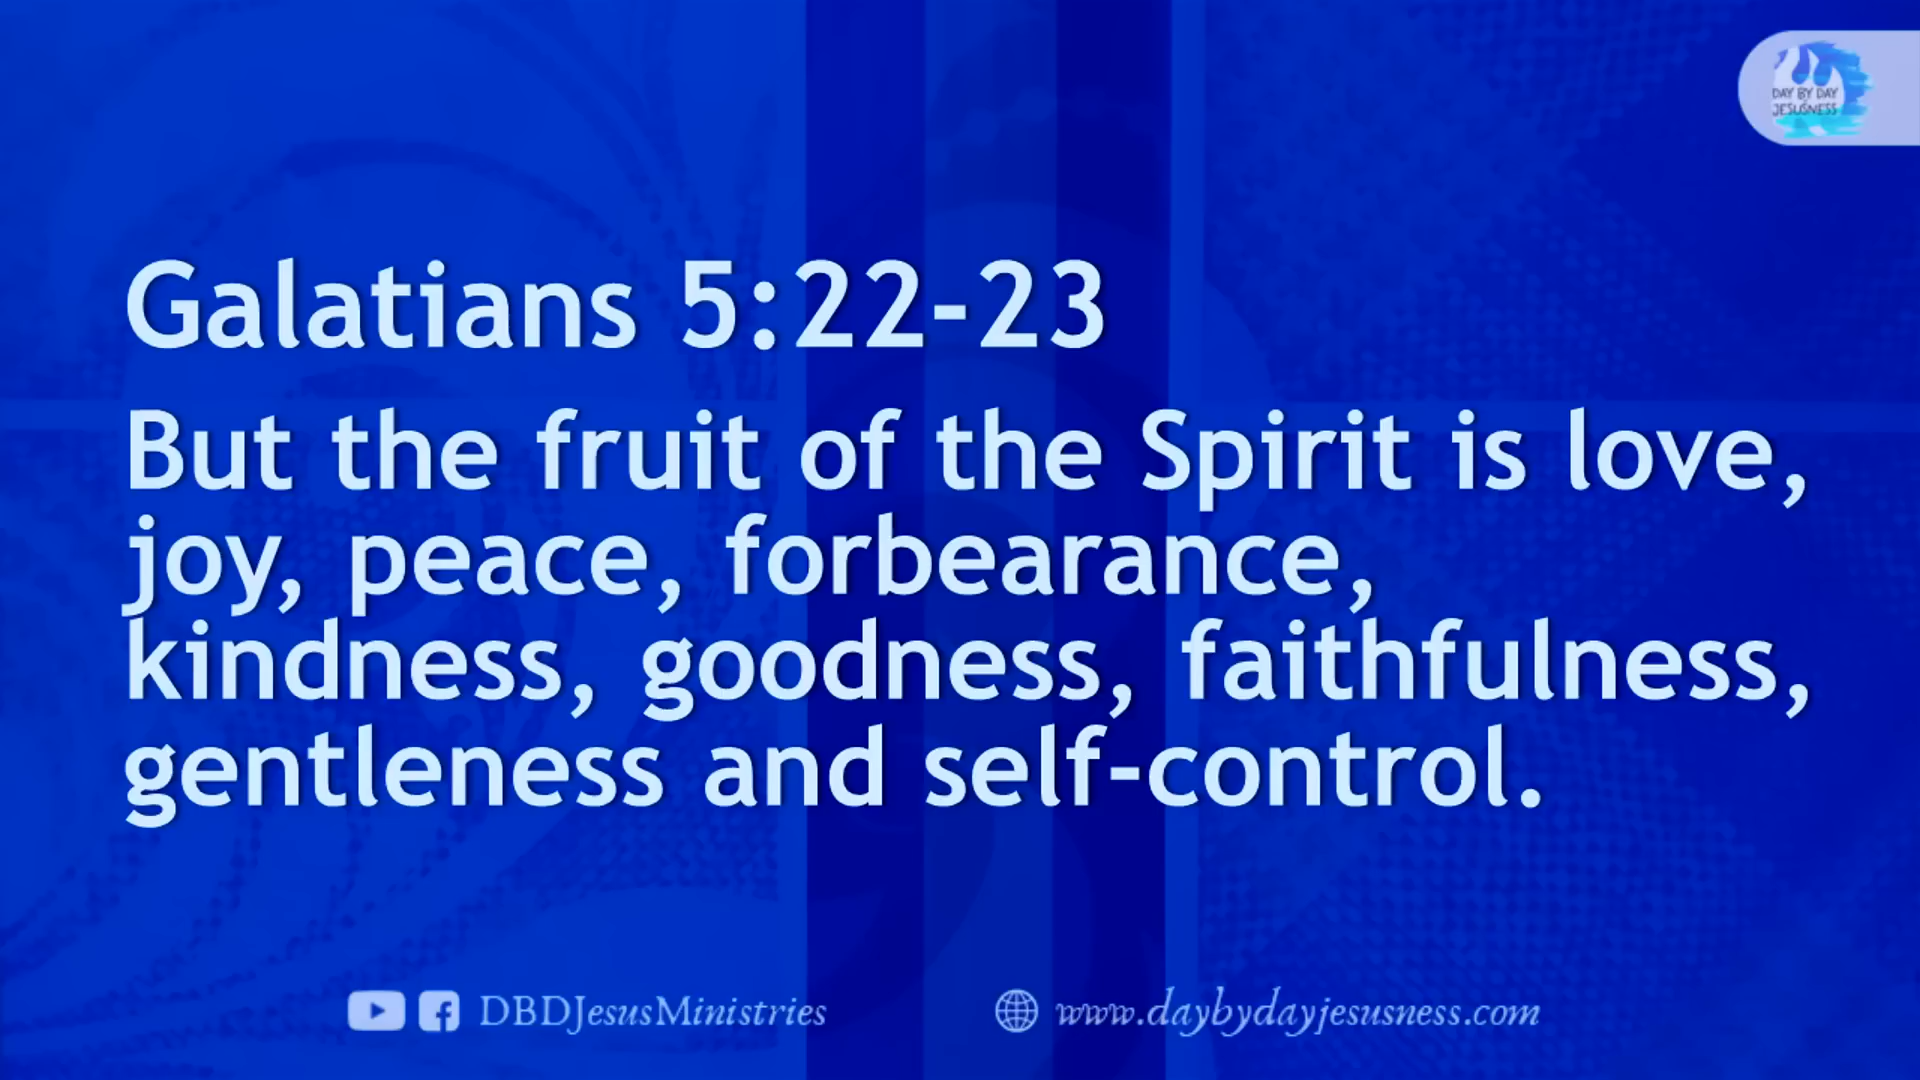 DAY BY DAY
JESUSNESS
Galatians 5:22-23
But the fruit of the Spirit is love,
joy, peace, forbearance,
kindness, goodness, faithfulness,
gentleness and self-control.
DBDJesusMinistries
www.daybydayjesusness.com